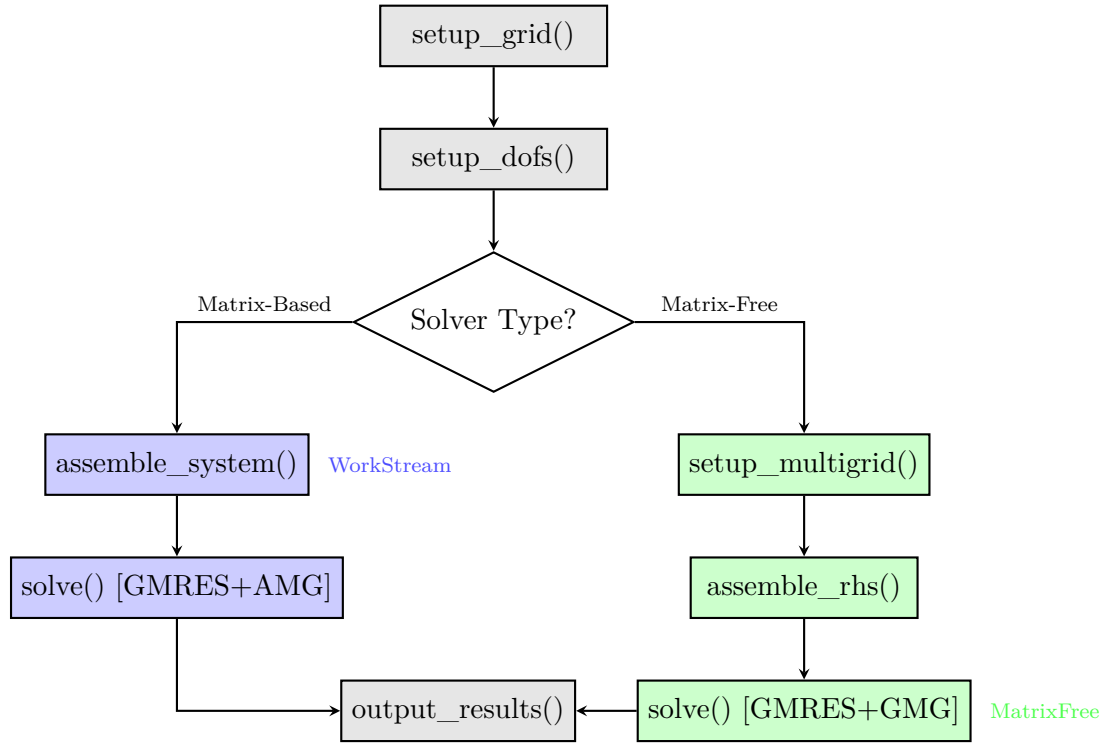 setup_grid()
setup_dofs()
Solver Type?
Matrix-Based
Matrix-Free
assemble_system()
WorkStream
setup_multigrid()
solve() [GMRES+AMG]
assemble_rhs()
output_results()
solve() [GMRES+GMG]
MatrixFree